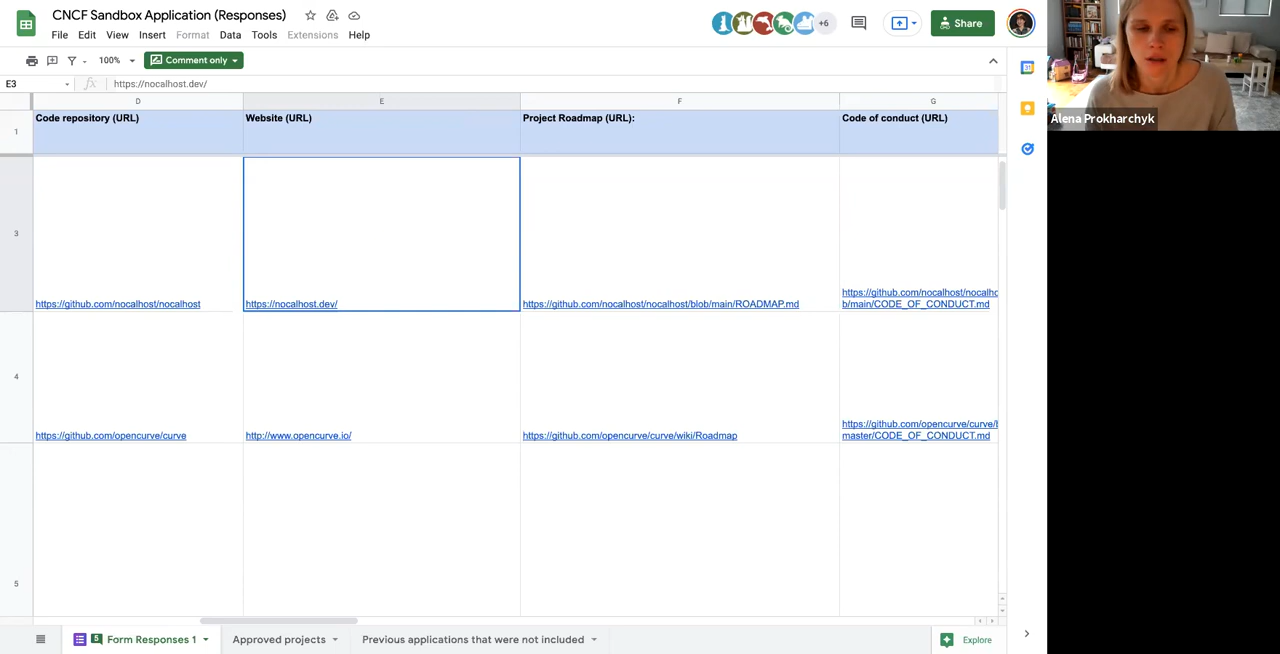 CNCF Sandbox Application (Responses)
File Edit View Insert Format Data Tools Extensions Help
+6
Share
100%
Comment only
E3
fx
https://nocalhost.dev/
D E F G
1
Code repository (URL)
Website (URL)
Project Roadmap (URL):
Code of conduct (URL)
3
https://github.com/nocalhost/nocalhost
https://nocalhost.dev/
https://github.com/nocalhost/nocalhost/blob/main/ROADMAP.md
https://github.com/nocalhost/nocalho
b/main/CODE_OF_CONDUCT.md
4
https://github.com/opencurve/curve
http://www.opencurve.io/
https://github.com/opencurve/curve/wiki/Roadmap
https://github.com/opencurve/curve/b
master/CODE_OF_CONDUCT.md
5
5 Form Responses 1
Approved projects
Previous applications that were not included
Explore
Alena Prokharchyk